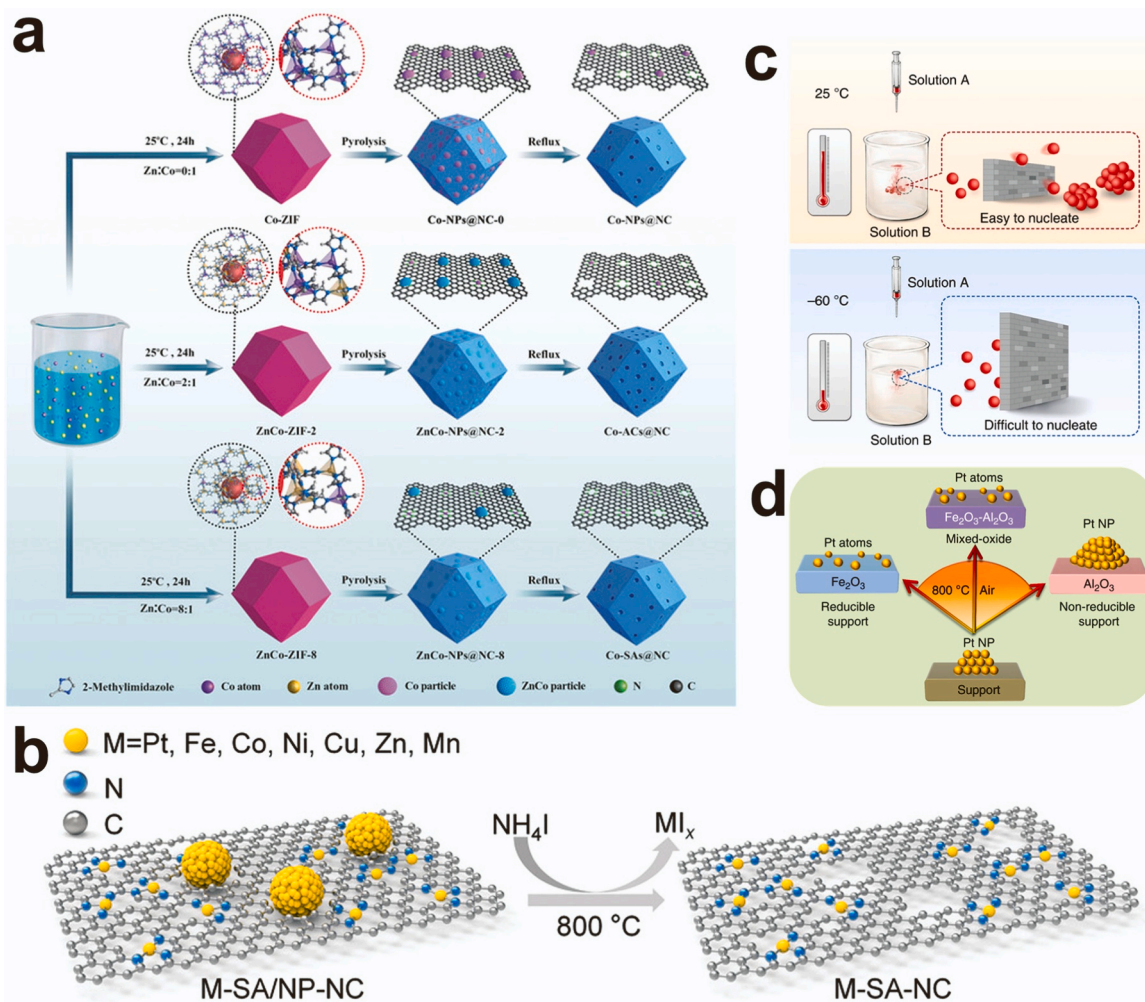 a
25°C , 24h
Zn:Co=0:1
Co-ZIF
Pyrolysis
Co-NPs@NC-0
Reflux
Co-NPs@NC
25°C , 24h
Zn:Co=2:1
ZnCo-ZIF-2
Pyrolysis
ZnCo-NPs@NC-2
Reflux
Co-ACs@NC
25°C , 24h
Zn:Co=8:1
ZnCo-ZIF-8
Pyrolysis
ZnCo-NPs@NC-8
Reflux
Co-SAs@NC
2-Methylimidazole
Co atom
Zn atom
Co particle
ZnCo particle
N
C
b
M=Pt, Fe, Co, Ni, Cu, Zn, Mn
N
C
NH₄I
MIₓ
800 °C
M-SA/NP-NC
M-SA-NC
c
25 °C
Solution A
Solution B
Easy to nucleate
–60 °C
Solution A
Solution B
Difficult to nucleate
d
Pt atoms
Fe₂O₃-Al₂O₃
Mixed-oxide
Pt atoms
Fe₂O₃
Reducible
support
Pt NP
Al₂O₃
Non-reducible
support
800 °C
Air
Pt NP
Support